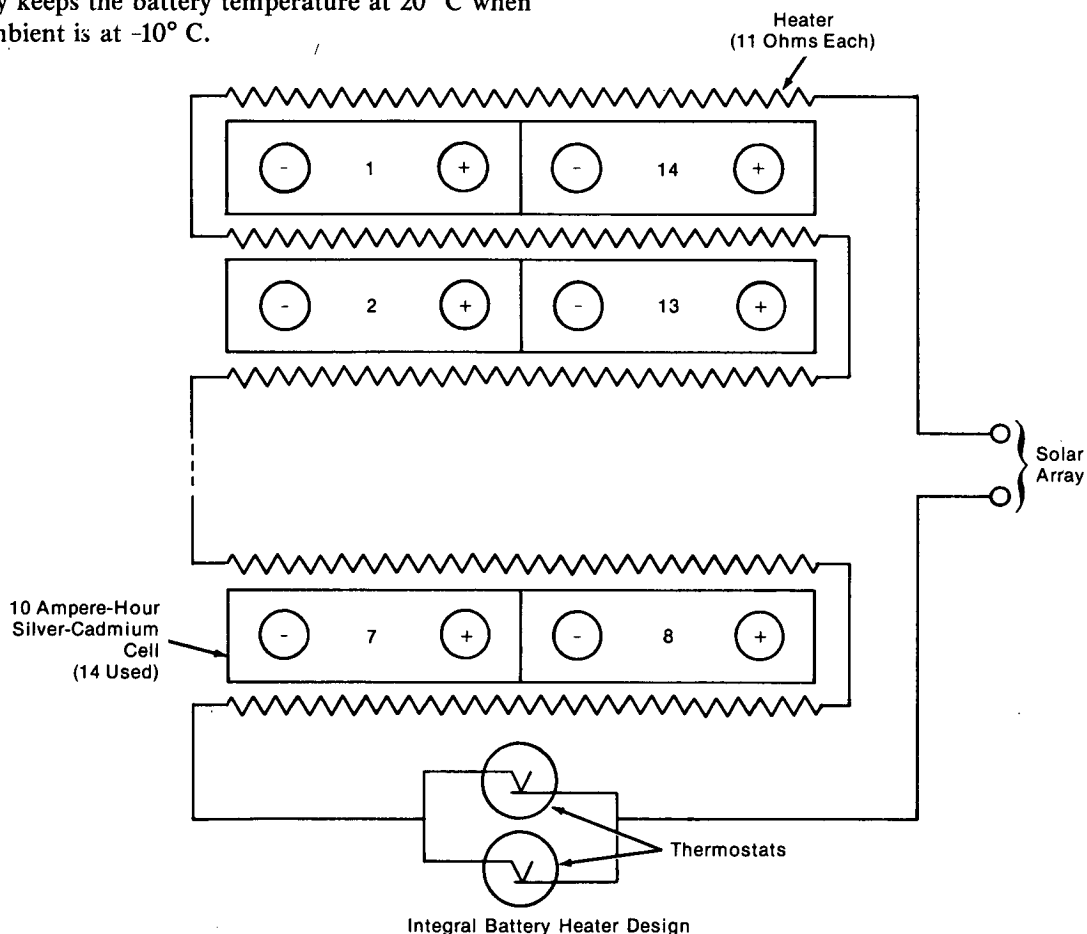 y keeps the battery temperature at 20° C when
nbient is at -10° C.
Heater
(11 Ohms Each)
- 1 + - 14 +
- 2 + - 13 +
Solar
Array
10 Ampere-Hour
Silver-Cadmium
Cell
(14 Used)
- 7 + - 8 +
Thermostats
Integral Battery Heater Design